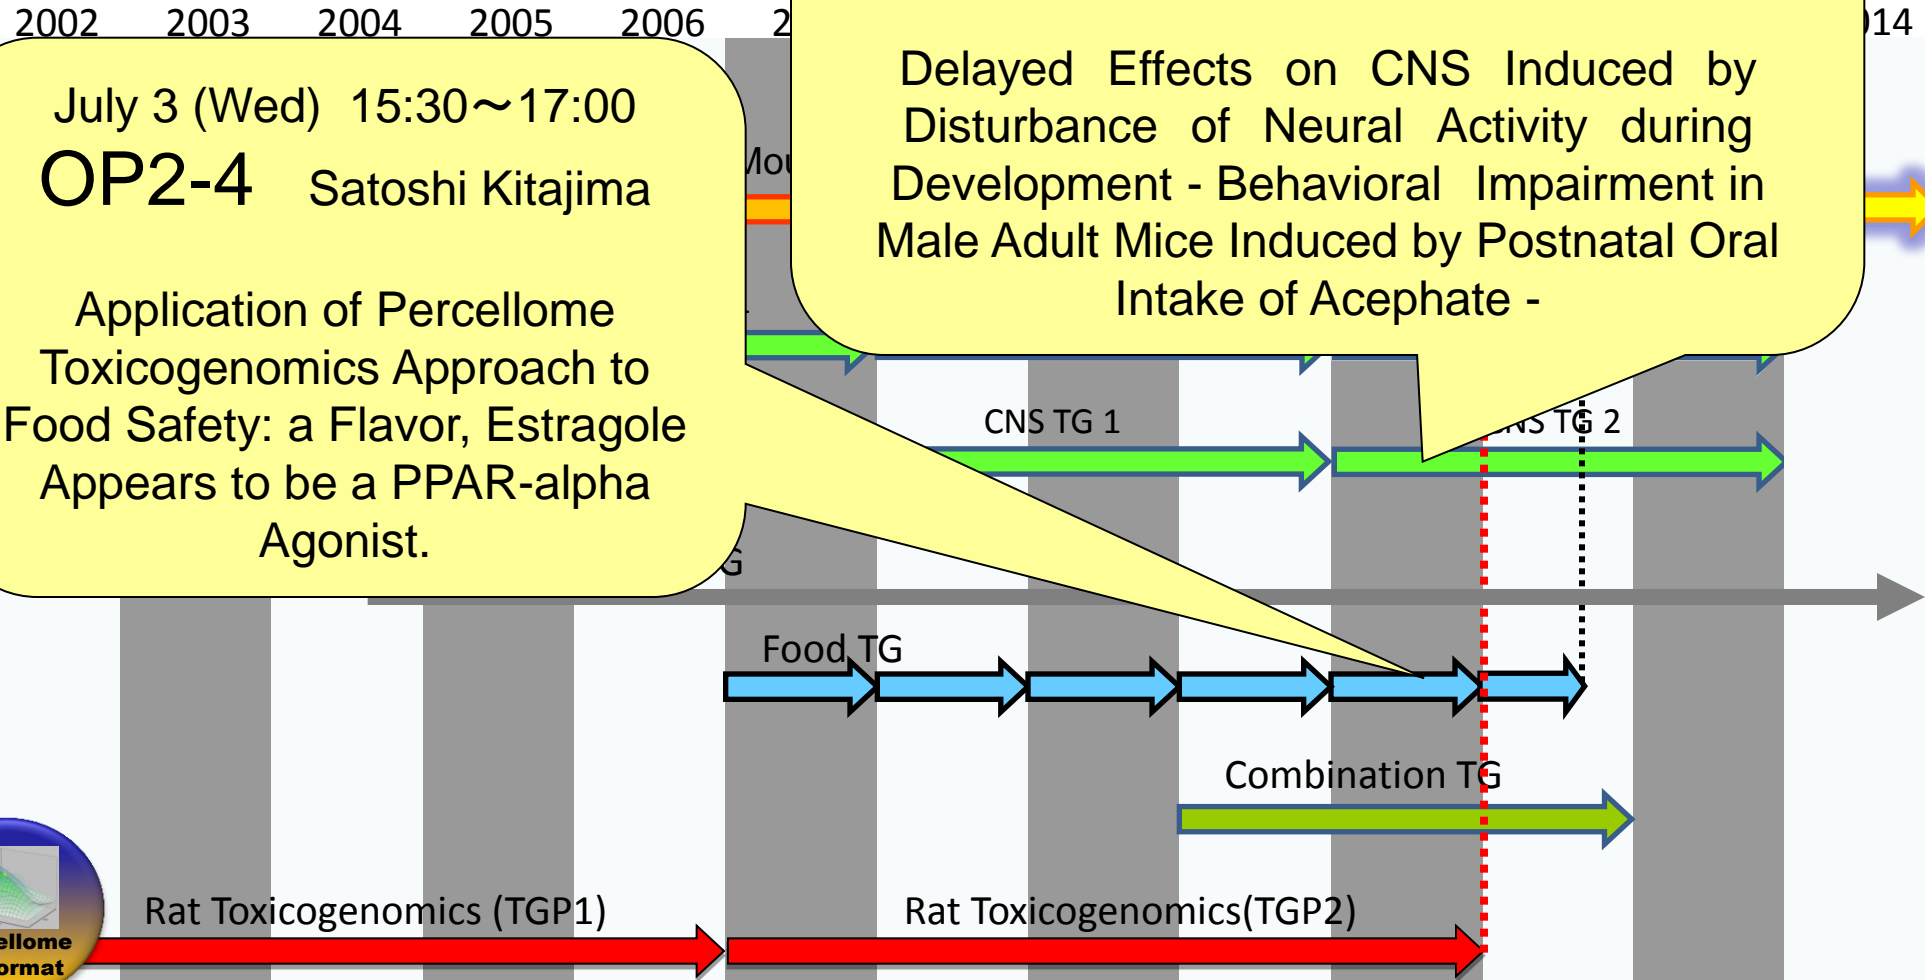 2002 2003 2004 2005 2006
July 3 (Wed) 15:30～17:00
OP2-4 Satoshi Kitajima
Application of Percellome
Toxicogenomics Approach to
Food Safety: a Flavor, Estragole
Appears to be a PPAR-alpha
Agonist.
Delayed Effects on CNS Induced by
Disturbance of Neural Activity during
Development - Behavioral Impairment in
Male Adult Mice Induced by Postnatal Oral
Intake of Acephate -
CNS TG 1
TG 2
Food TG
Combination TG
Rat Toxicogenomics (TGP1)
Rat Toxicogenomics(TGP2)